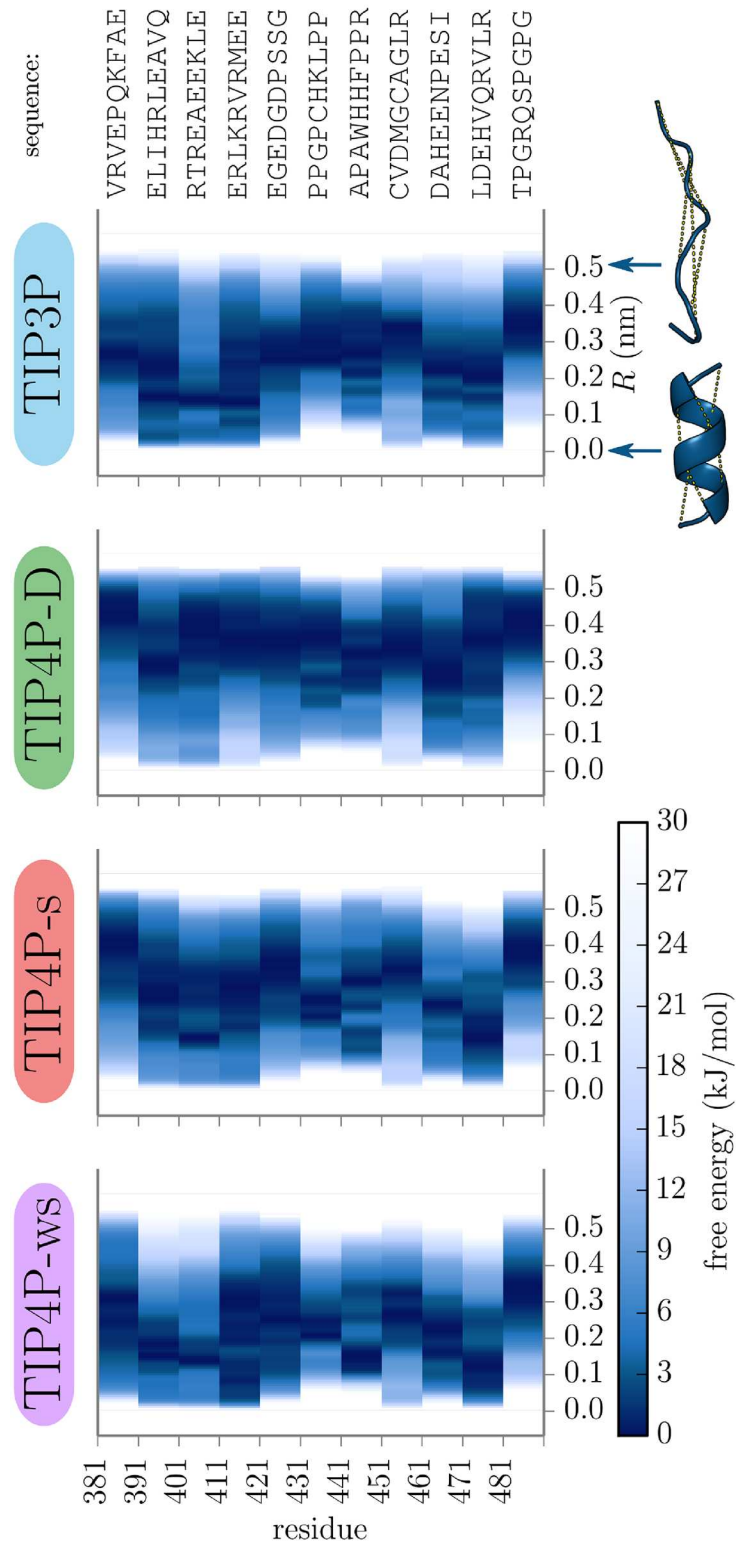 sequence:
VRVEPQKFAE
ELIHRLEAVQ
RTREAEEKLE
ERLKRVRMEE
EGEDGDPSSG
PPGPCHKLPP
APAWHHFPPR
CVDMGCAGLR
DAHEENPESI
LDEHVQRVLR
TPGRQSPGPG
TIP3P
0.5
0.4
0.3
0.2
0.1
0.0
R (nm)
TIP4P-D
0.5
0.4
0.3
0.2
0.1
0.0
TIP4P-s
0.5
0.4
0.3
0.2
0.1
0.0
TIP4P-ws
0.5
0.4
0.3
0.2
0.1
0.0
381
391
401
411
421
431
441
451
461
471
481
residue
30
27
24
21
18
15
12
9
6
3
0
free energy (kJ/mol)